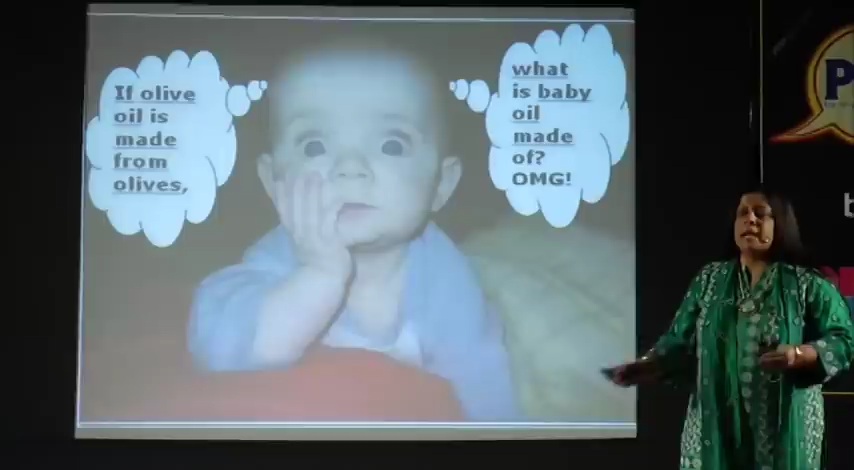 If olive
oil is
made
from
olives,
what
is baby
oil
made
of?
OMG!
P
b